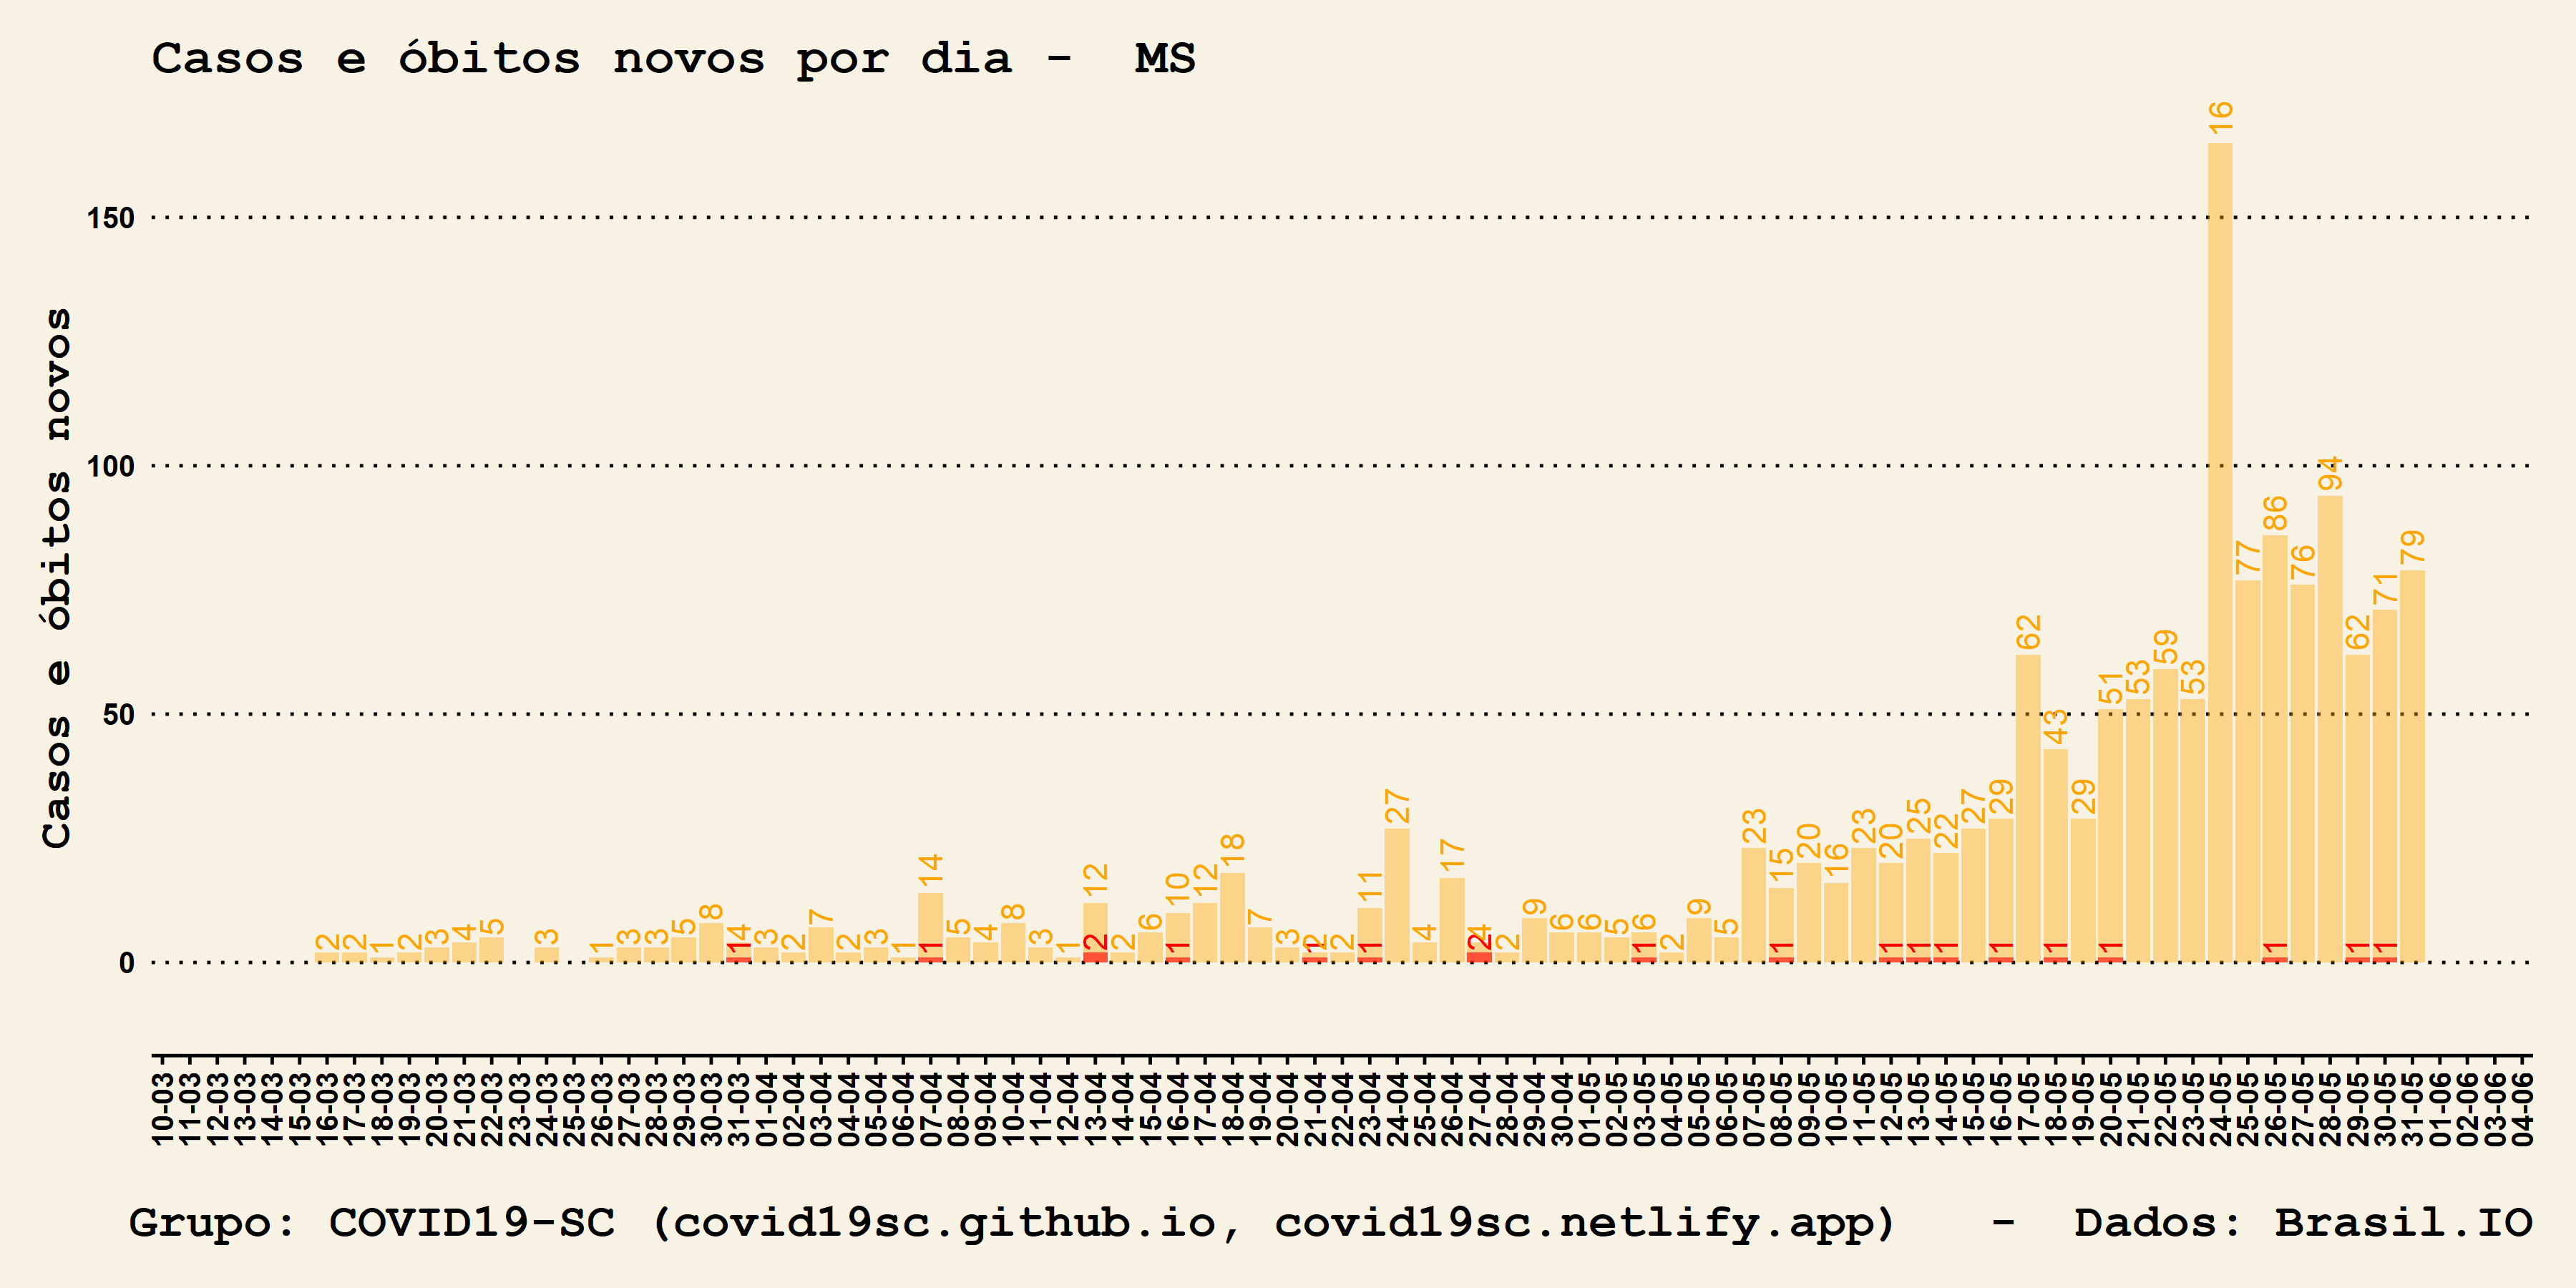 Casos e óbitos novos por dia -  MS
Casos e óbitos novos
150
100
50
0
2 2 1 2 3 4 5 3 1 3 3 5 8 4 3 2 7 2 3 1 14 5 4 8 3 1 12 2 6 10 12 18 7 3 2 2 11 27 4 17 4 2 9 6 6 5 6 2 9 5 23 15 20 16 23 20 25 22 27 29 62 43 29 51 53 59 53 16 77 86 76 94 62 71 79
1 1 2 1 1 1 2 1 1 1 1 1 1 1 1 1 1 1
10-03 11-03 12-03 13-03 14-03 15-03 16-03 17-03 18-03 19-03 20-03 21-03 22-03 23-03 24-03 25-03 26-03 27-03 28-03 29-03 30-03 31-03 01-04 02-04 03-04 04-04 05-04 06-04 07-04 08-04 09-04 10-04 11-04 12-04 13-04 14-04 15-04 16-04 17-04 18-04 19-04 20-04 21-04 22-04 23-04 24-04 25-04 26-04 27-04 28-04 29-04 30-04 01-05 02-05 03-05 04-05 05-05 06-05 07-05 08-05 09-05 10-05 11-05 12-05 13-05 14-05 15-05 16-05 17-05 18-05 19-05 20-05 21-05 22-05 23-05 24-05 25-05 26-05 27-05 28-05 29-05 30-05 31-05 01-06 02-06 03-06 04-06
Grupo: COVID19-SC (covid19sc.github.io, covid19sc.netlify.app)   -  Dados: Brasil.IO